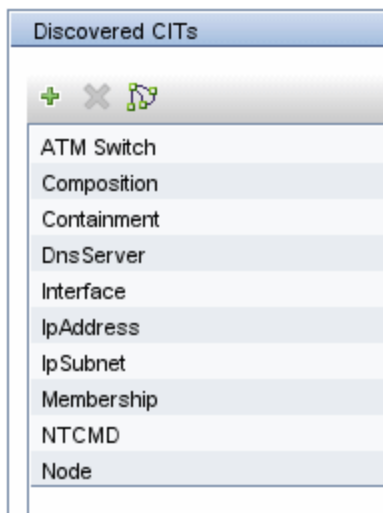 Discovered CITs
ATM Switch
Composition
Containment
DnsServer
Interface
IpAddress
IpSubnet
Membership
NTCMD
Node